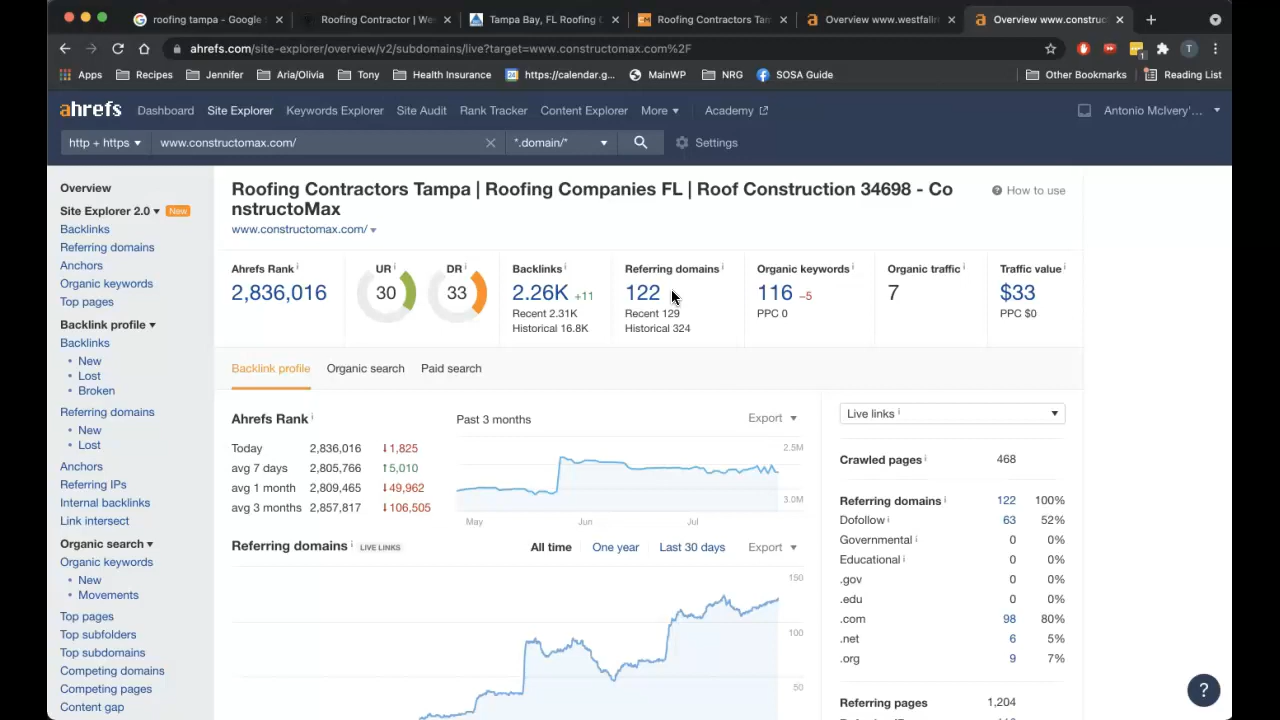 roofing tampa - Google
Roofing Contractor | We
Tampa Bay, FL Roofing C
Roofing Contractors Tam
Overview www.westfallr
Overview www.construc
ahrefs.com/site-explorer/overview/v2/subdomains/live?target=www.constructomax.com%2F
Apps Recipes Jennifer Aria/Olivia Tony Health Insurance https://calendar.g... MainWP NRG SOSA Guide Other Bookmarks Reading List
ahrefs Dashboard Site Explorer Keywords Explorer Site Audit Rank Tracker Content Explorer More Academy Antonio McIvery'...
http + https www.constructomax.com/ *.domain/* Settings
Overview
Site Explorer 2.0 New
Backlinks
Referring domains
Anchors
Organic keywords
Top pages
Backlink profile
Backlinks
New
Lost
Broken
Referring domains
New
Lost
Anchors
Referring IPs
Internal backlinks
Link intersect
Organic search
Organic keywords
New
Movements
Top pages
Top subfolders
Top subdomains
Competing domains
Competing pages
Content gap
Roofing Contractors Tampa | Roofing Companies FL | Roof Construction 34698 - Co
nstructoMax
How to use
www.constructomax.com/
Ahrefs Rank UR DR Backlinks Referring domains Organic keywords Organic traffic Traffic value
2,836,016 30 33 2.26K +11 122 116 –5 7 $33
Recent 2.31K Recent 129 PPC 0 PPC $0
Historical 16.8K Historical 324
Backlink profile Organic search Paid search
Ahrefs Rank Past 3 months Export
Today 2,836,016 ↓1,825
avg 7 days 2,805,766 ↑5,010
avg 1 month 2,809,465 ↓49,962
avg 3 months 2,857,817 ↓106,505
2.5M
3.0M
May Jun Jul
Referring domains LIVE LINKS All time One year Last 30 days Export
150
100
50
Live links
Crawled pages 468
Referring domains 122 100%
Dofollow 63 52%
Governmental 0 0%
Educational 0 0%
.gov 0 0%
.edu 0 0%
.com 98 80%
.net 6 5%
.org 9 7%
Referring pages 1,204
?